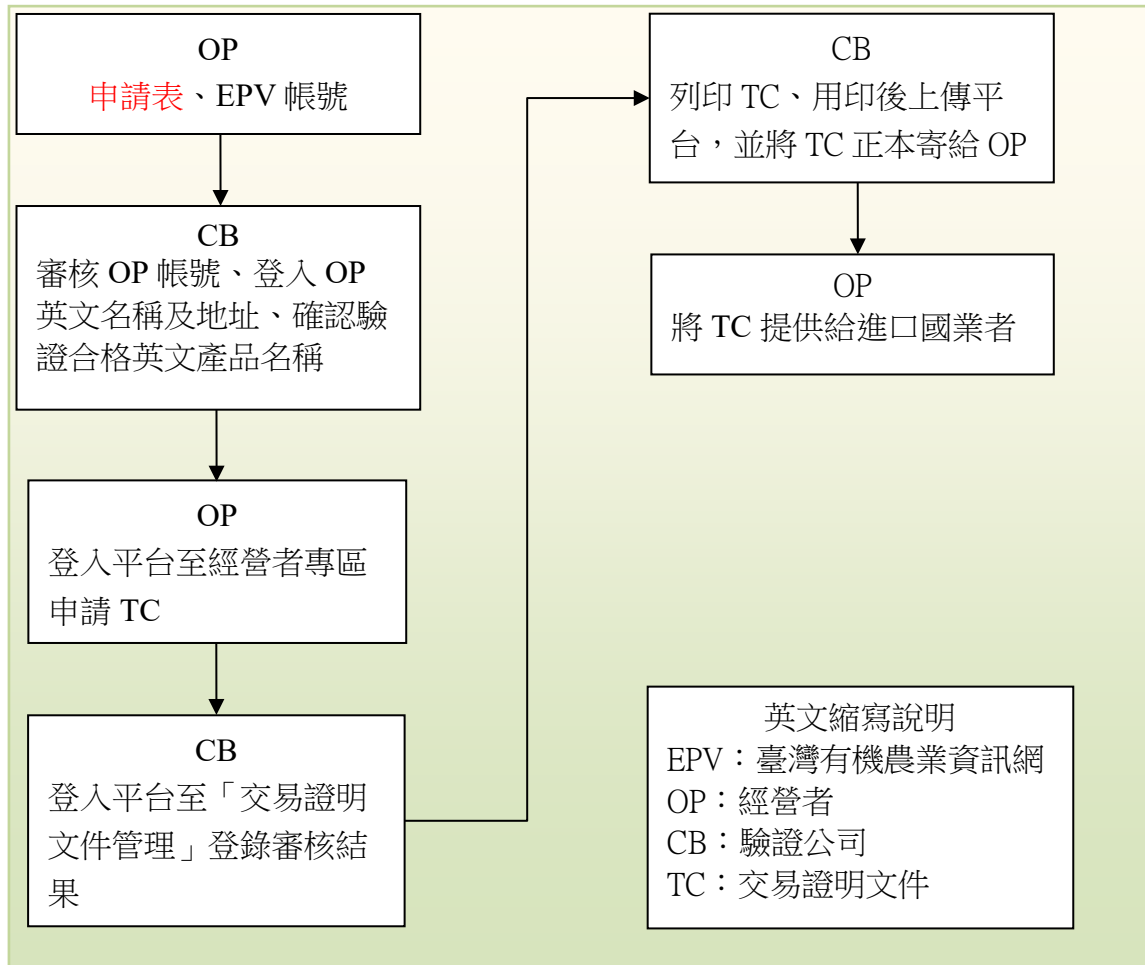 OP
申請表、EPV 帳號
CB
審核 OP 帳號、登入 OP
英文名稱及地址、確認驗
證合格英文產品名稱
OP
登入平台至經營者專區
申請 TC
CB
登入平台至「交易證明
文件管理」登錄審核結
果
CB
列印 TC、用印後上傳平
台，並將 TC 正本寄給 OP
OP
將 TC 提供給進口國業者
英文縮寫說明
EPV：臺灣有機農業資訊網
OP：經營者
CB：驗證公司
TC：交易證明文件